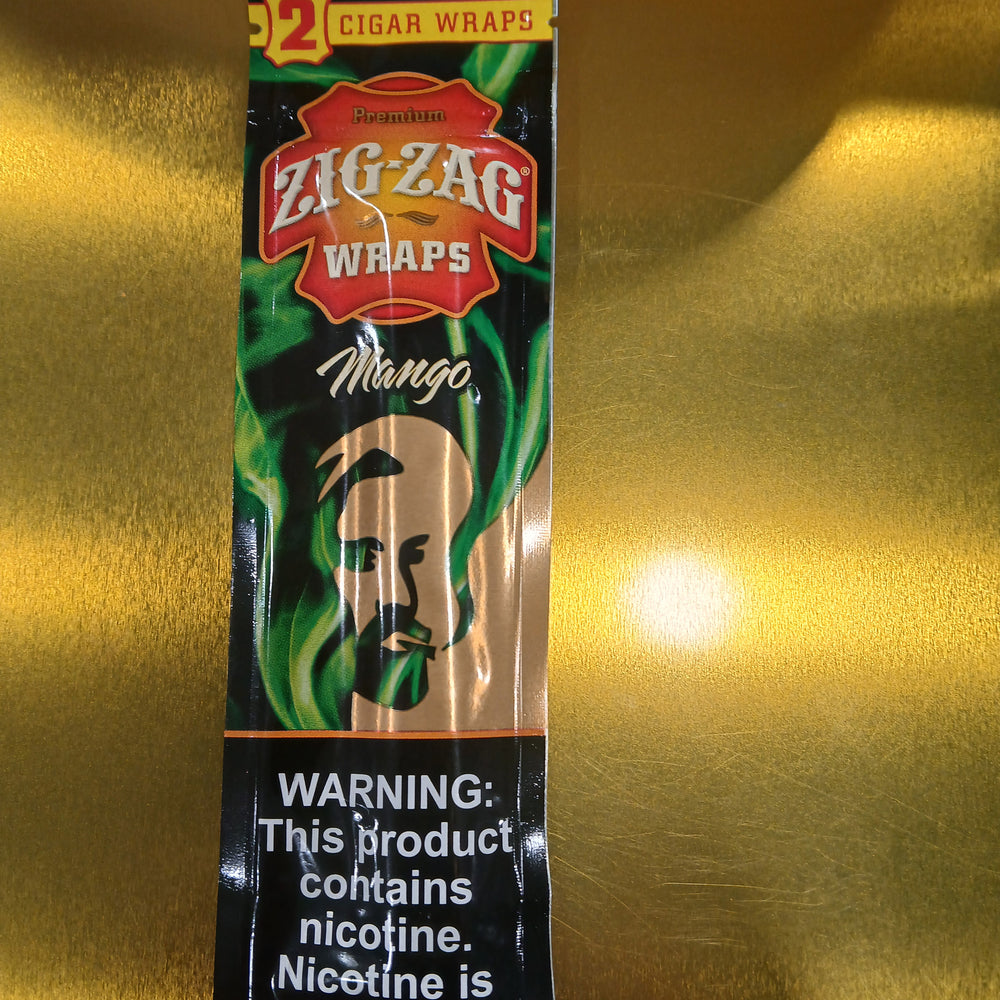 2 CIGAR WRAPS
Premium
ZIG-ZAG®
WRAPS
Mango
WARNING:
This product
contains
nicotine.
Nicotine is